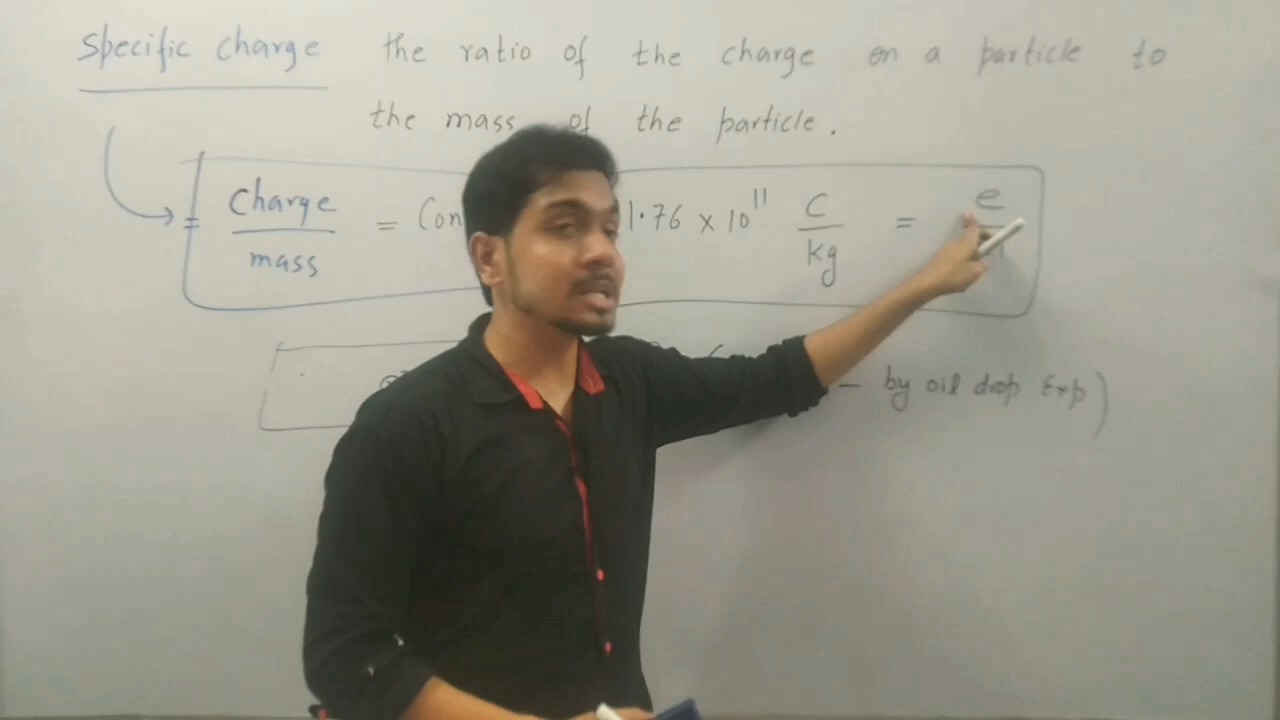 Specific charge the ratio of the charge on a particle to
the mass of the particle.
= Charge / mass = Con 1.76 × 10¹¹ C / kg = e
— by oil drop Exp)